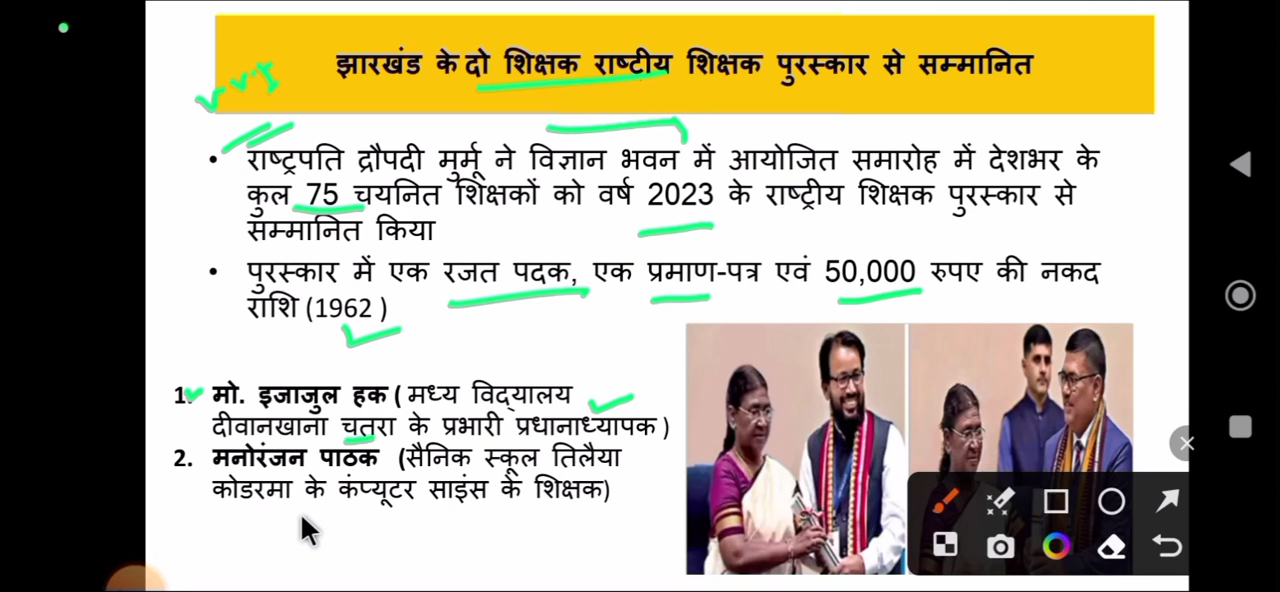 झारखंड के दो शिक्षक राष्टीय शिक्षक पुरस्कार से सम्मानित
V.V.I
• राष्ट्रपति द्रौपदी मुर्मू ने विज्ञान भवन में आयोजित समारोह में देशभर के
कुल 75 चयनित शिक्षकों को वर्ष 2023 के राष्ट्रीय शिक्षक पुरस्कार से
सम्मानित किया
• पुरस्कार में एक रजत पदक, एक प्रमाण-पत्र एवं 50,000 रुपए की नकद
राशि (1962 )
1. मो. इजाजुल हक ( मध्य विद्यालय
दीवानखाना चतरा के प्रभारी प्रधानाध्यापक )
2. मनोरंजन पाठक (सैनिक स्कूल तिलैया
कोडरमा के कंप्यूटर साइंस के शिक्षक)